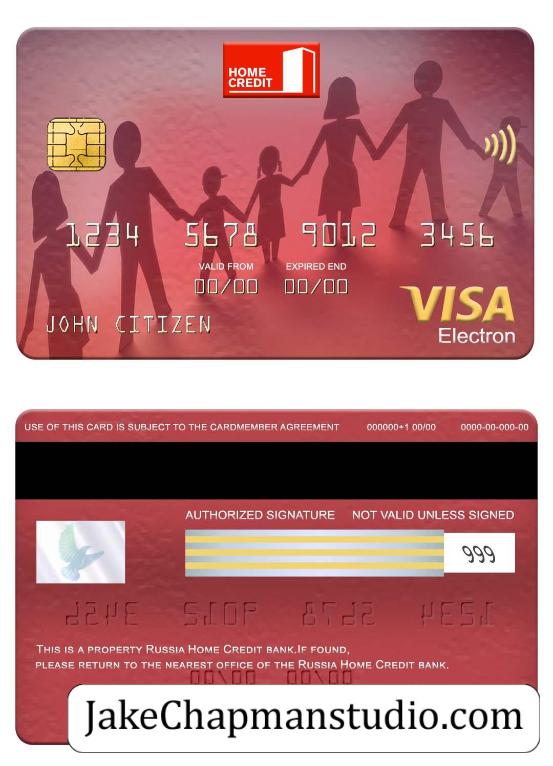 HOME
CREDIT
1234 5678 9012 3456
VALID FROM EXPIRED END
00/00 00/00
JOHN CITIZEN
VISA
Electron
USE OF THIS CARD IS SUBJECT TO THE CARDMEMBER AGREEMENT 000000+1 00/00 0000-00-000-00
AUTHORIZED SIGNATURE NOT VALID UNLESS SIGNED
999
THIS IS A PROPERTY RUSSIA HOME CREDIT BANK.IF FOUND,
PLEASE RETURN TO THE NEAREST OFFICE OF THE RUSSIA HOME CREDIT BANK.
JakeChapmanstudio.com